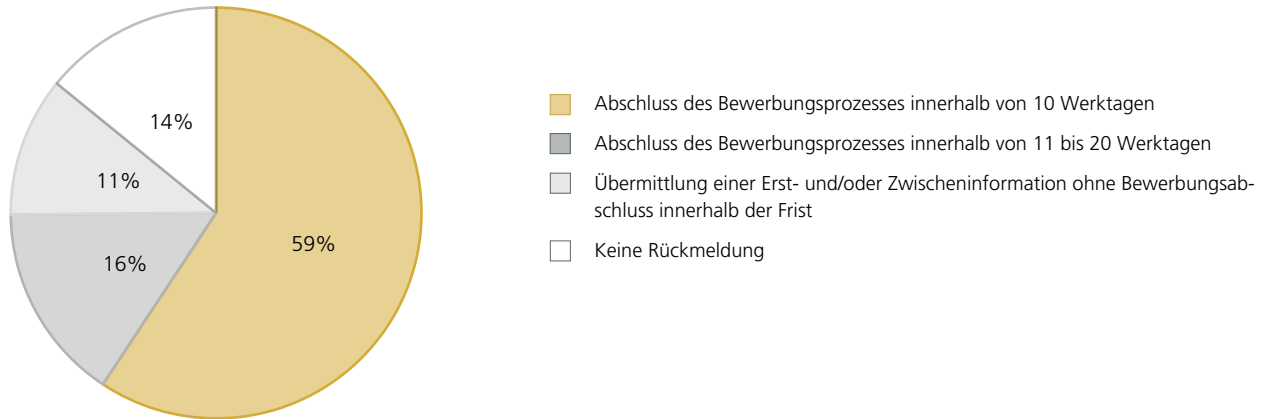 14%
11%
16%
59%
Abschluss des Bewerbungsprozesses innerhalb von 10 Werktagen
Abschluss des Bewerbungsprozesses innerhalb von 11 bis 20 Werktagen
Übermittlung einer Erst- und/oder Zwischeninformation ohne Bewerbungsab-
schluss innerhalb der Frist
Keine Rückmeldung